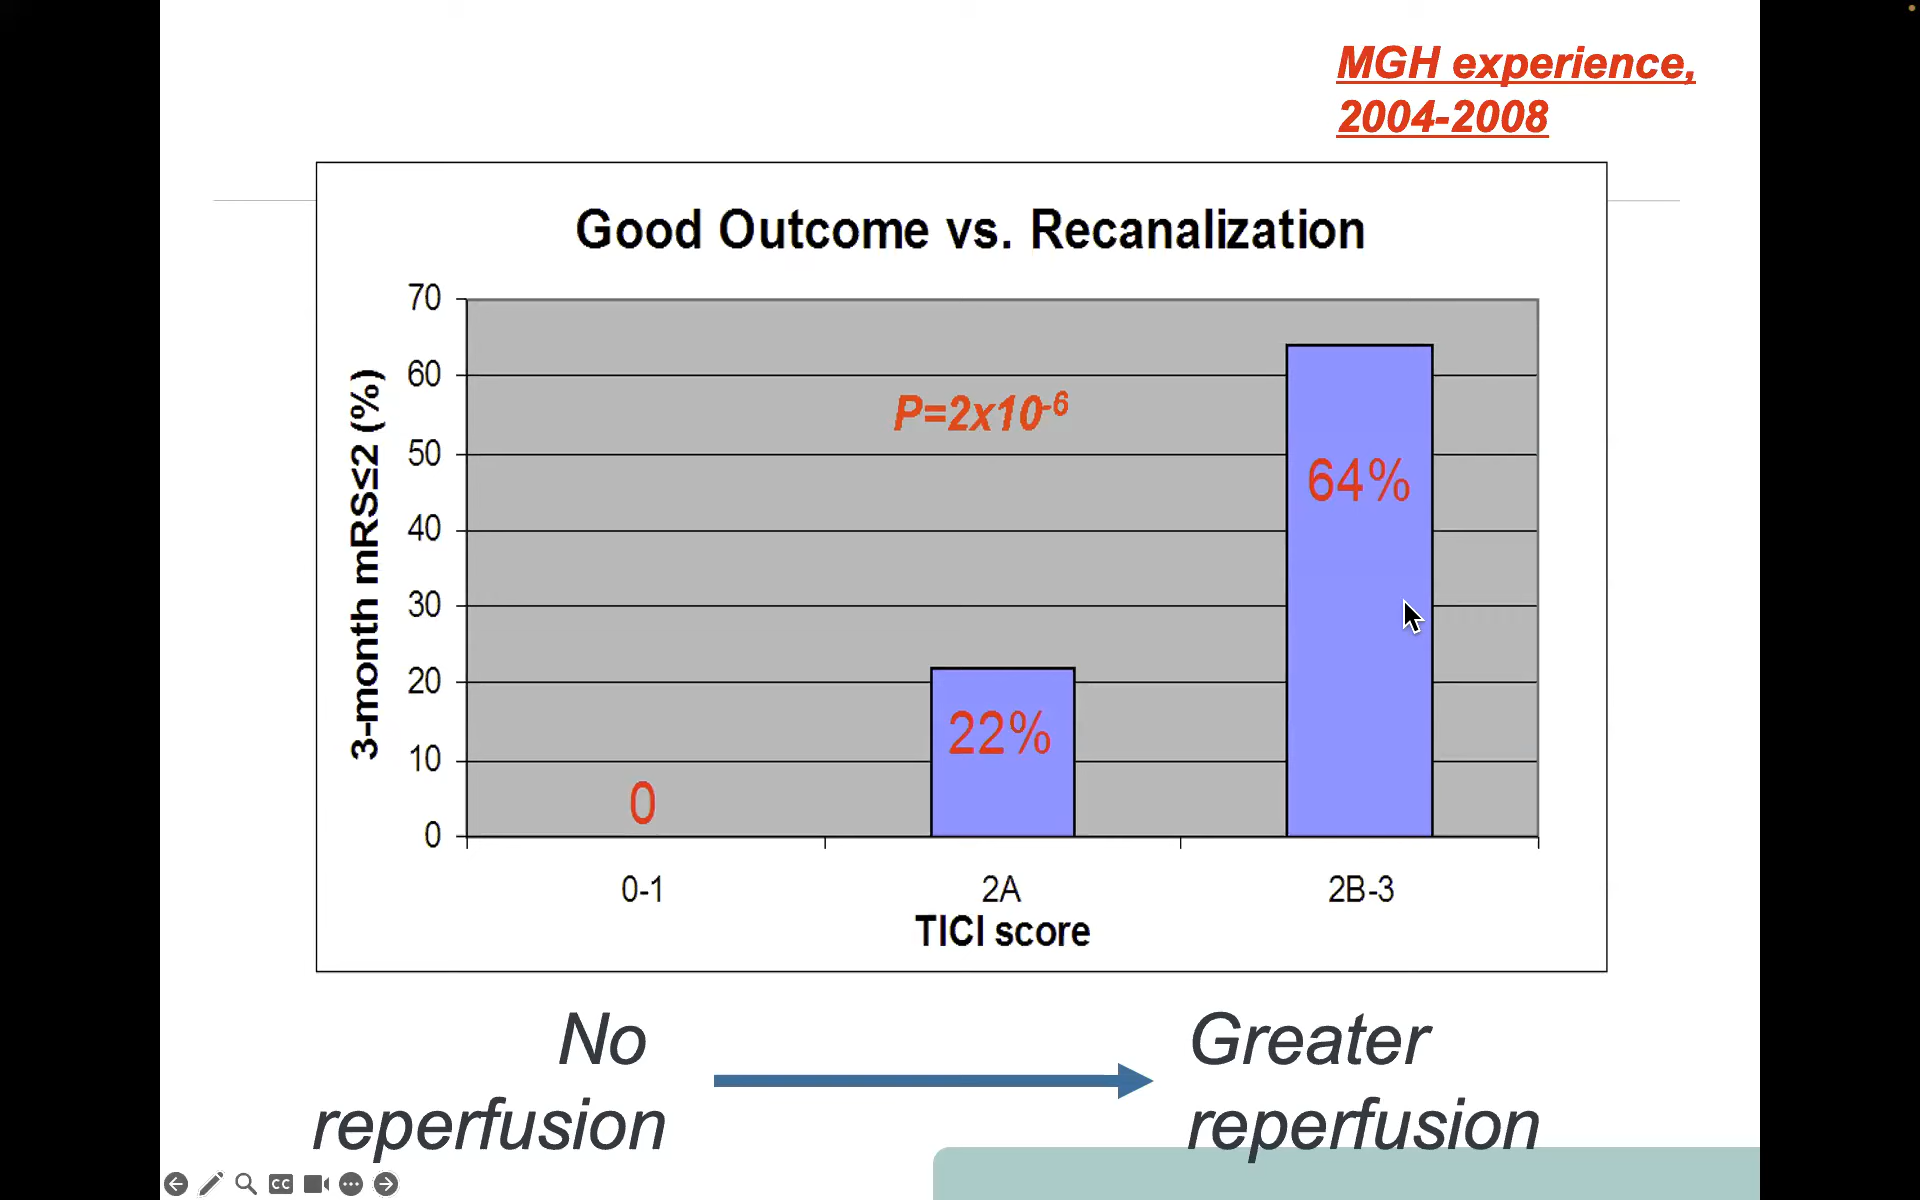 MGH experience,
2004-2008
Good Outcome vs. Recanalization
3-month mRS≤2 (%)
70
60
50
40
30
20
10
0
P=2x10-6
0
22%
64%
0-1
2A
2B-3
TICI score
No
reperfusion
Greater
reperfusion
CC